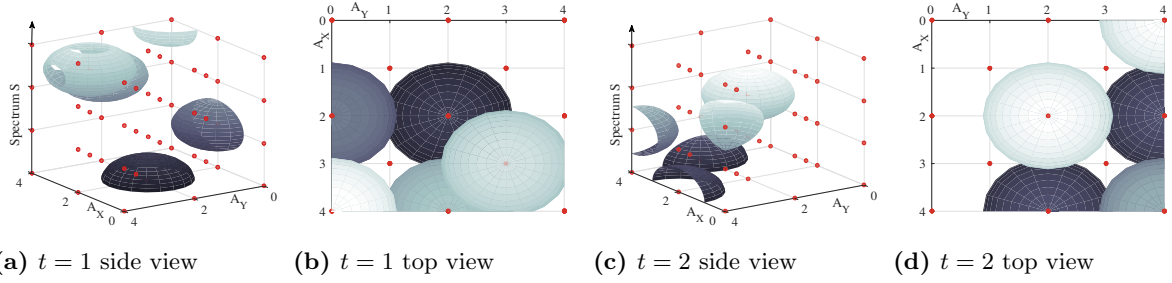 Spectrum S
4
2
0
A_X
4
2
0
A_Y
0
1
2
3
4
A_Y
0
1
2
3
4
A_X
Spectrum S
4
2
0
A_X
4
2
0
A_Y
0
1
2
3
4
A_Y
0
1
2
3
4
A_X
(a) t = 1 side view
(b) t = 1 top view
(c) t = 2 side view
(d) t = 2 top view